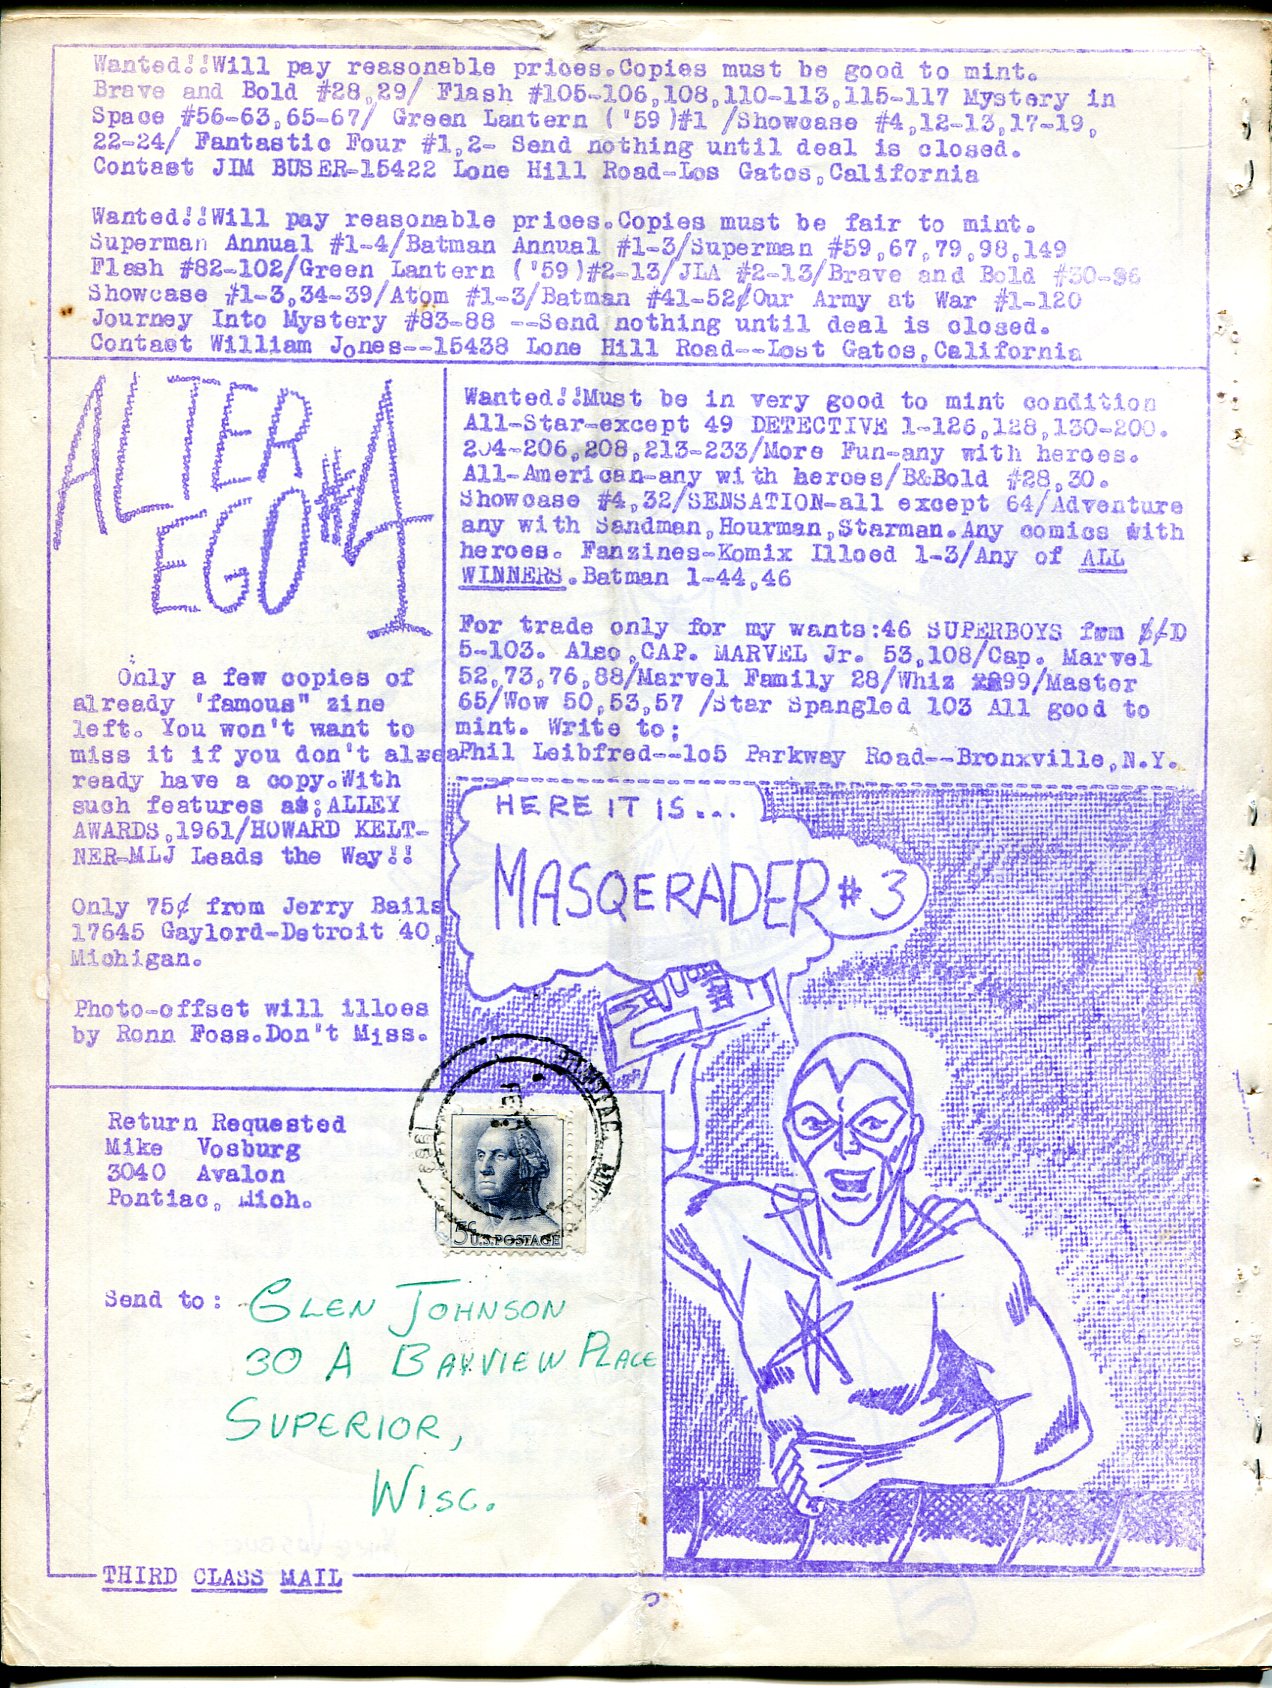 Wanted!!Will pay reasonable prices.Copies must be good to mint.
Brave and Bold #28,29/ Flash #105-106,108,110-113,115-117 Mystery in
Space #56-63,65-67/ Green Lantern ('59)#1 /Showcase #4,12-13,17-19,
22-24/ Fantastic Four #1,2- Send nothing until deal is closed.
Contact JIM BUSER-15422 Lone Hill Road-Los Gatos,California
Wanted!!Will pay reasonable prices.Copies must be fair to mint.
Superman Annual #1-4/Batman Annual #1-3/Superman #59,67,79,98,149
Flash #82-102/Green Lantern ('59)#2-13/JLA #2-13/Brave and Bold #30-36
Showcase #1-3,34-39/Atom #1-3/Batman #41-52/Our Army at War #1-120
Journey Into Mystery #83-88 --Send nothing until deal is closed.
Contact William Jones--15438 Lone Hill Road--Lost Gatos,California
ALTER
EGO #4
Only a few copies of
already 'famous" zine
left. You won't want to
miss it if you don't alrea
ready have a copy.With
such features as;ALLEY
AWARDS,1961/HOWARD KELT-
NER-MLJ Leads the Way!!
Only 75¢ from Jerry Bails
17645 Gaylord-Detroit 40,
Michigan.
Photo-offset will illoes
by Ronn Foss.Don't Miss.
Wanted!!Must be in very good to mint condition
All-Star-except 49 DETECTIVE 1-126,128,130-200.
204-206,208,213-233/More Fun-any with heroes.
All-American-any with heroes/B&Bold #28,30.
Showcase #4,32/SENSATION-all except 64/Adventure
any with Sandman,Hourman,Starman.Any comics with
heroes. Fanzines-Komix Illoed 1-3/Any of ALL
WINNERS.Batman 1-44,46
For trade only for my wants:46 SUPERBOYS from
5-103. Also,CAP. MARVEL Jr. 53,108/Cap. Marvel
52,73,76,88/Marvel Family 28/Whiz 99/Master
65/Wow 50,53,57 /Star Spangled 103 All good to
mint. Write to;
Phil Leibfred--1o5 Parkway Road--Bronxville,N.Y.
HERE IT IS...
MASQERADER #3
Return Requested
Mike Vosburg
3040 Avalon
Pontiac, Mich.
PONTIAC, MICH.
FEB
1963
5¢ U.S.POSTAGE
Send to: GLEN JOHNSON
30 A BAYVIEW PLACE
SUPERIOR,
WISC.
THIRD CLASS MAIL